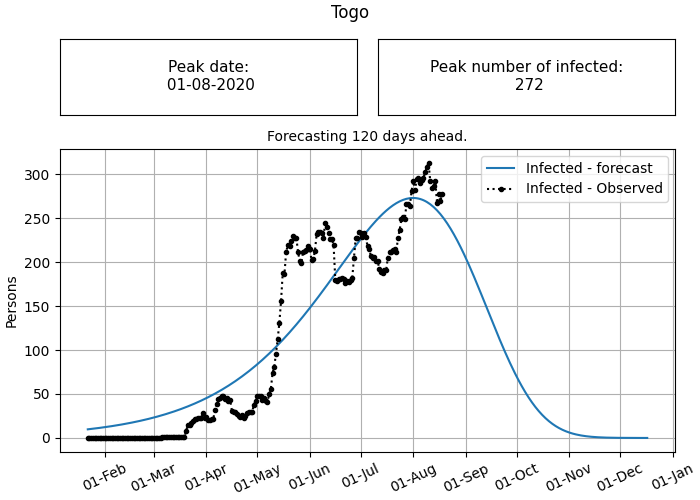 Togo
Peak date:
01-08-2020
Peak number of infected:
272
Forecasting 120 days ahead.
Infected - forecast
Infected - Observed
Persons
300
250
200
150
100
50
0
01-Feb
01-Mar
01-Apr
01-May
01-Jun
01-Jul
01-Aug
01-Sep
01-Oct
01-Nov
01-Dec
01-Jan